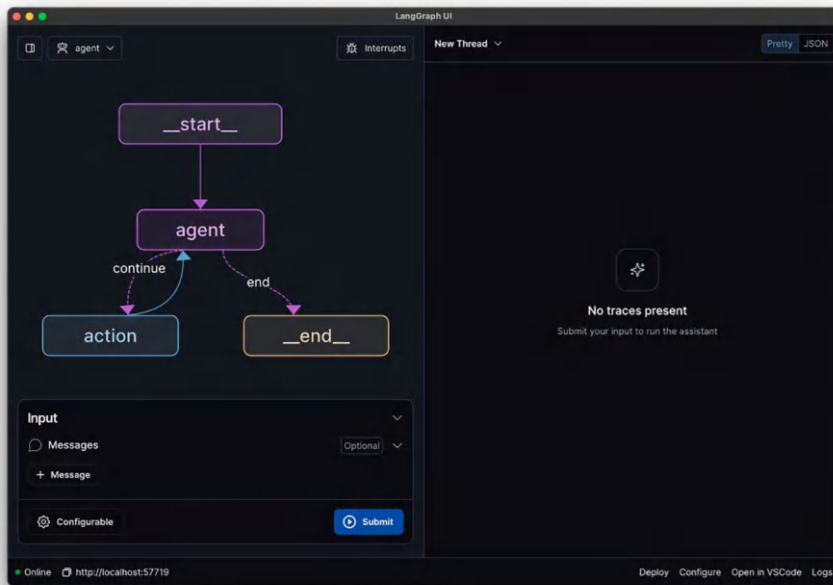 LangGraph UI
agent
Interrupts
__start__
agent
continue
end
action
__end__
Input
Messages
Optional
+ Message
Configurable
Submit
New Thread
Pretty
JSON
No traces present
Submit your input to run the assistant
Online
http://localhost:57719
Deploy
Configure
Open in VSCode
Logs